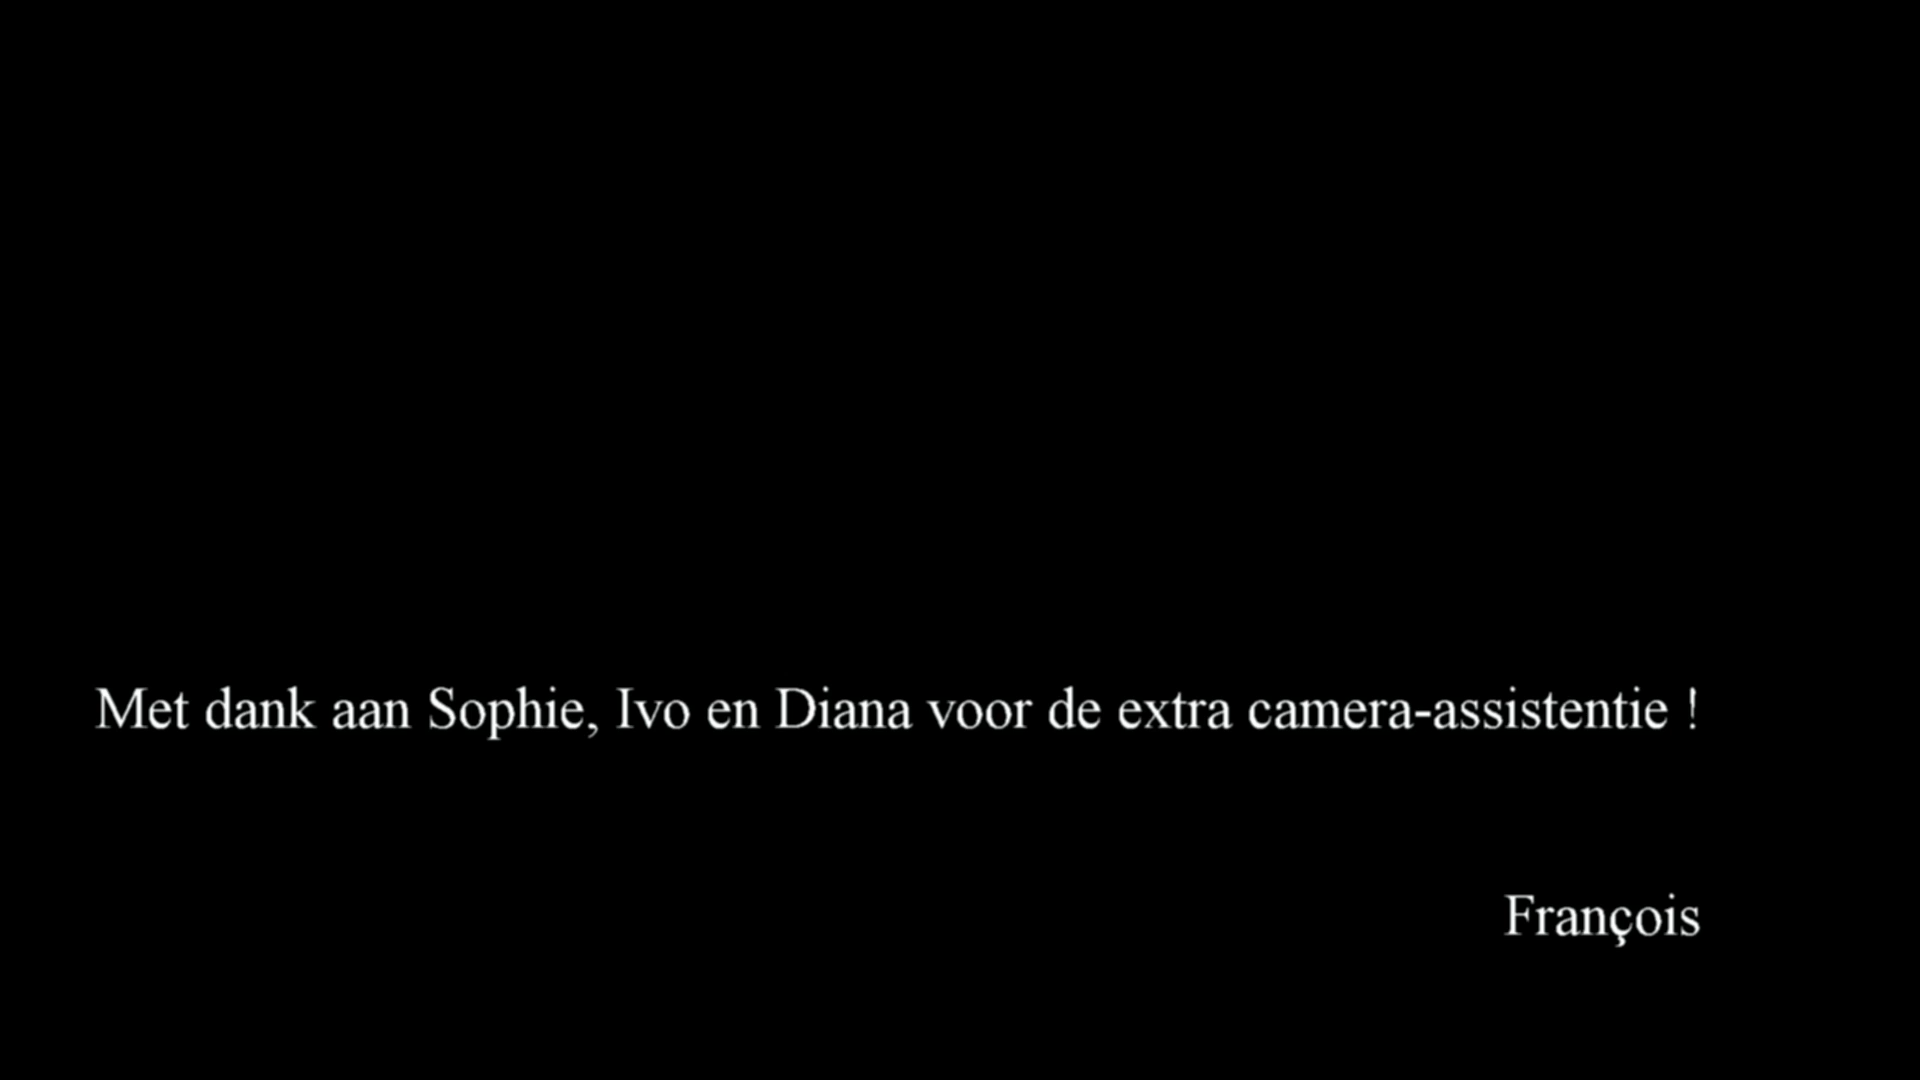 Met dank aan Sophie, Ivo en Diana voor de extra camera-assistentie !
François